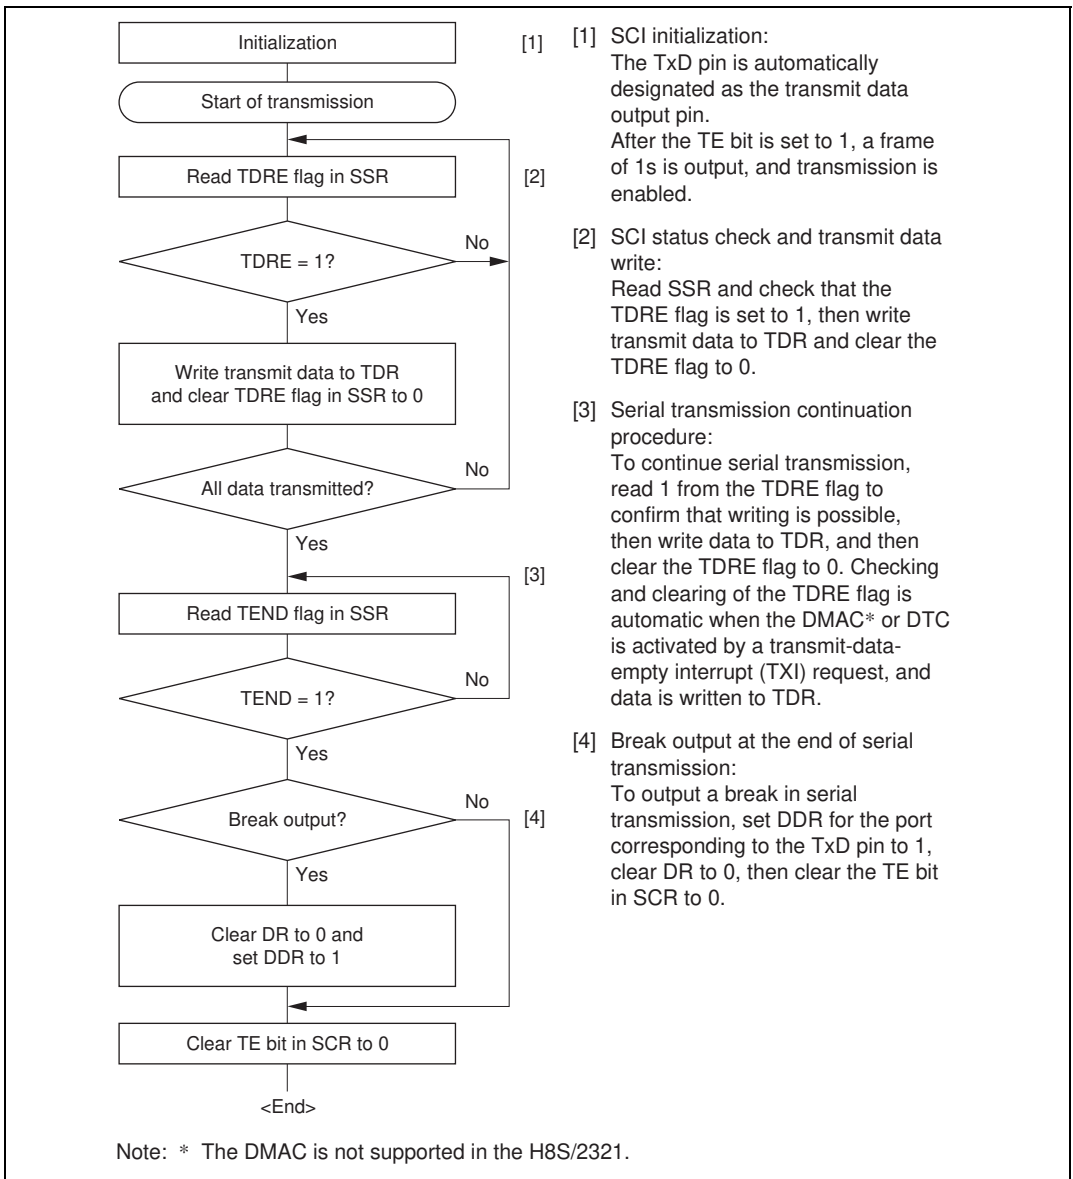 Initialization
[1]
Start of transmission
Read TDRE flag in SSR
[2]
No
TDRE = 1?
Yes
Write transmit data to TDR
and clear TDRE flag in SSR to 0
No
All data transmitted?
Yes
[3]
Read TEND flag in SSR
No
TEND = 1?
Yes
No
Break output?
[4]
Yes
Clear DR to 0 and
set DDR to 1
Clear TE bit in SCR to 0
<End>
[1] SCI initialization:
The TxD pin is automatically
designated as the transmit data
output pin.
After the TE bit is set to 1, a frame
of 1s is output, and transmission is
enabled.
[2] SCI status check and transmit data
write:
Read SSR and check that the
TDRE flag is set to 1, then write
transmit data to TDR and clear the
TDRE flag to 0.
[3] Serial transmission continuation
procedure:
To continue serial transmission,
read 1 from the TDRE flag to
confirm that writing is possible,
then write data to TDR, and then
clear the TDRE flag to 0. Checking
and clearing of the TDRE flag is
automatic when the DMAC* or DTC
is activated by a transmit-data-
empty interrupt (TXI) request, and
data is written to TDR.
[4] Break output at the end of serial
transmission:
To output a break in serial
transmission, set DDR for the port
corresponding to the TxD pin to 1,
clear DR to 0, then clear the TE bit
in SCR to 0.
Note: * The DMAC is not supported in the H8S/2321.